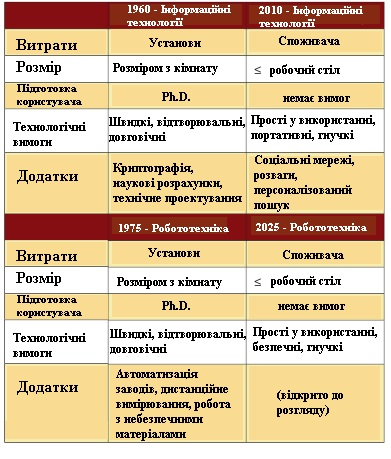 1960 - Інформаційні технології
2010 - Інформаційні технології
Витрати
Установи
Споживача
Розмір
Розміром з кімнату
≤ робочий стіл
Підготовка
користувача
Ph.D.
немає вимог
Технологічні
вимоги
Швидкі, відтворювальні,
довговічні
Прості у використанні,
портативні, гнучкі
Додатки
Криптографія,
наукові розрахунки,
технічне проектування
Соціальні мережі,
розваги,
персоналізований
пошук
1975 - Робототехніка
2025 - Робототехніка
Витрати
Установи
Споживача
Розмір
Розміром з кімнату
≤ робочий стіл
Підготовка
користувача
Ph.D.
немає вимог
Технологічні
вимоги
Швидкі, відтворювальні,
довговічні
Прості у використанні,
безпечні, гнучкі
Додатки
Автоматизація
заводів, дистанційне
вимірювання, робота
з небезпечними
матеріалами
(відкрито до
розгляду)